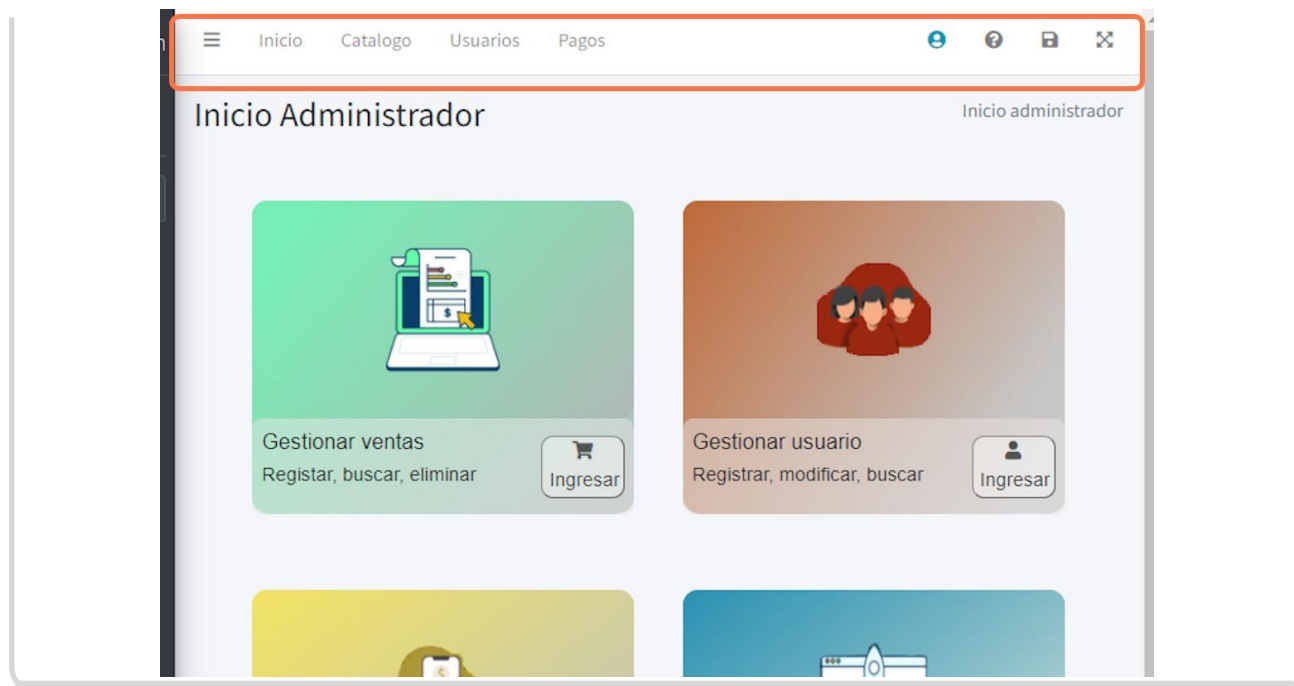 n
Inicio Catalogo Usuarios Pagos
Inicio Administrador
Inicio administrador
$
Gestionar ventas
Registar, buscar, eliminar
Ingresar
Gestionar usuario
Registrar, modificar, buscar
Ingresar
$